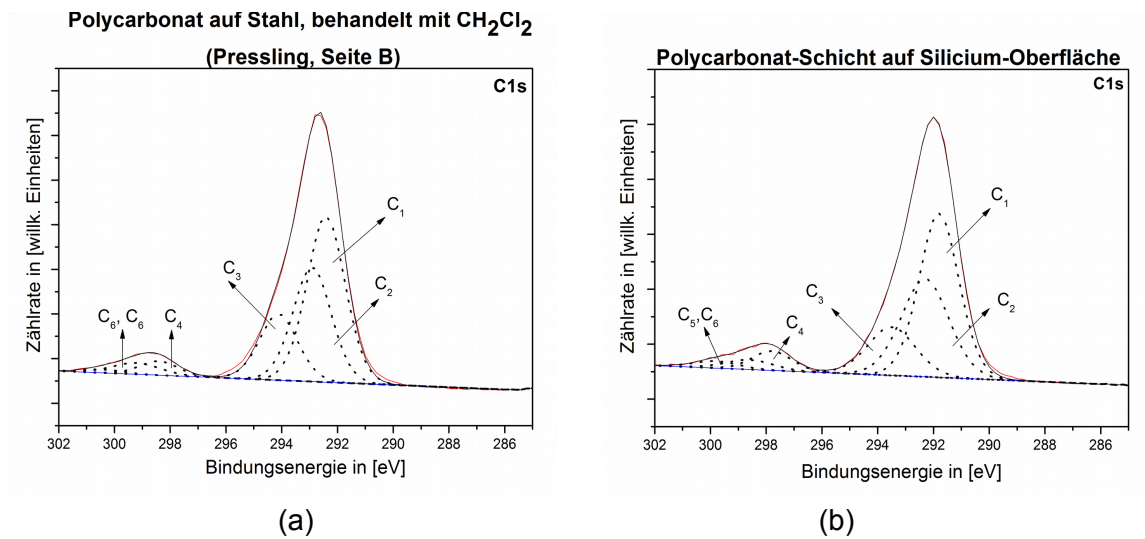 Polycarbonat auf Stahl, behandelt mit CH2Cl2
(Pressling, Seite B)
C1s
Zählrate in [willk. Einheiten]
C1
C2
C3
C6, C6
C4
302 300 298 296 294 292 290 288 286
Bindungsenergie in [eV]
(a)
Polycarbonat-Schicht auf Silicium-Oberfläche
C1s
Zählrate in [willk. Einheiten]
C1
C2
C3
C5,C6
C4
302 300 298 296 294 292 290 288 286
Bindungsenergie in [eV]
(b)